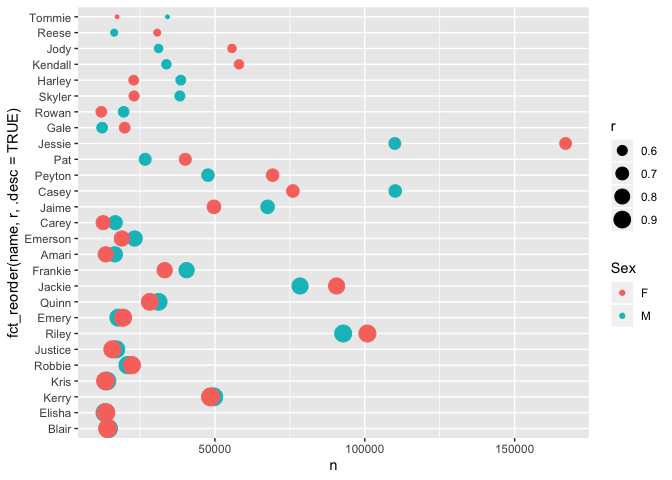 fct_reorder(name, r, .desc = TRUE)
Tommie
Reese
Jody
Kendall
Harley
Skyler
Rowan
Gale
Jessie
Pat
Peyton
Casey
Jaime
Carey
Emerson
Amari
Frankie
Jackie
Quinn
Emery
Riley
Justice
Robbie
Kris
Kerry
Elisha
Blair
50000 100000 150000
n
r
0.6
0.7
0.8
0.9
Sex
F
M